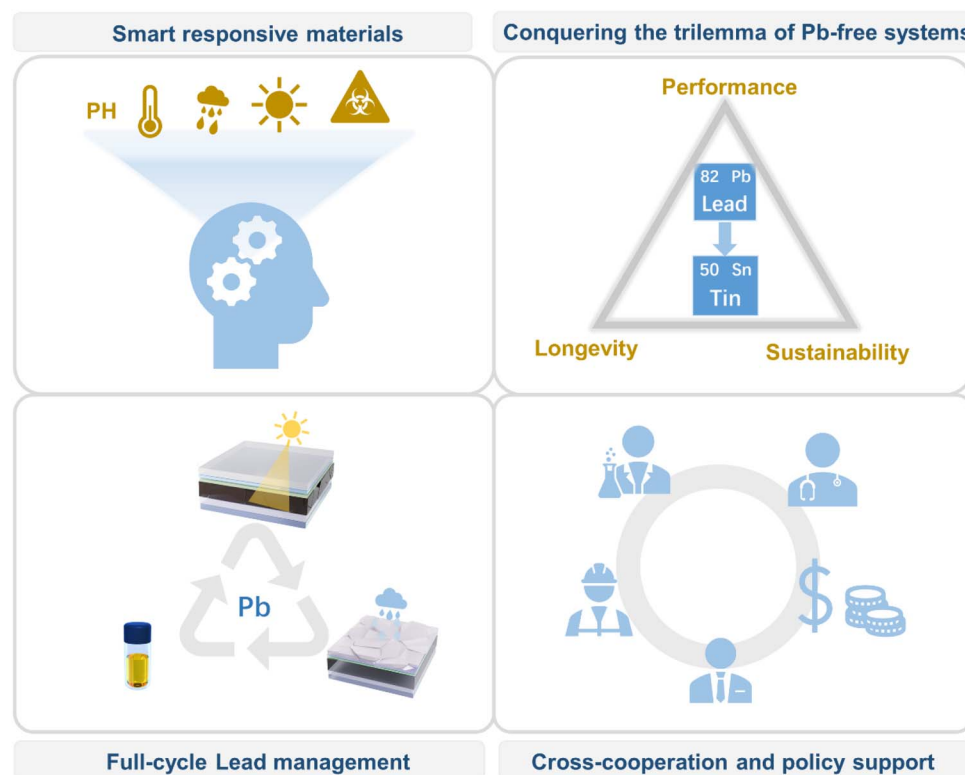 Smart responsive materials
Conquering the trilemma of Pb-free systems
PH
Performance
82 Pb
Lead
50 Sn
Tin
Longevity
Sustainability
Pb
Full-cycle Lead management
Cross-cooperation and policy support